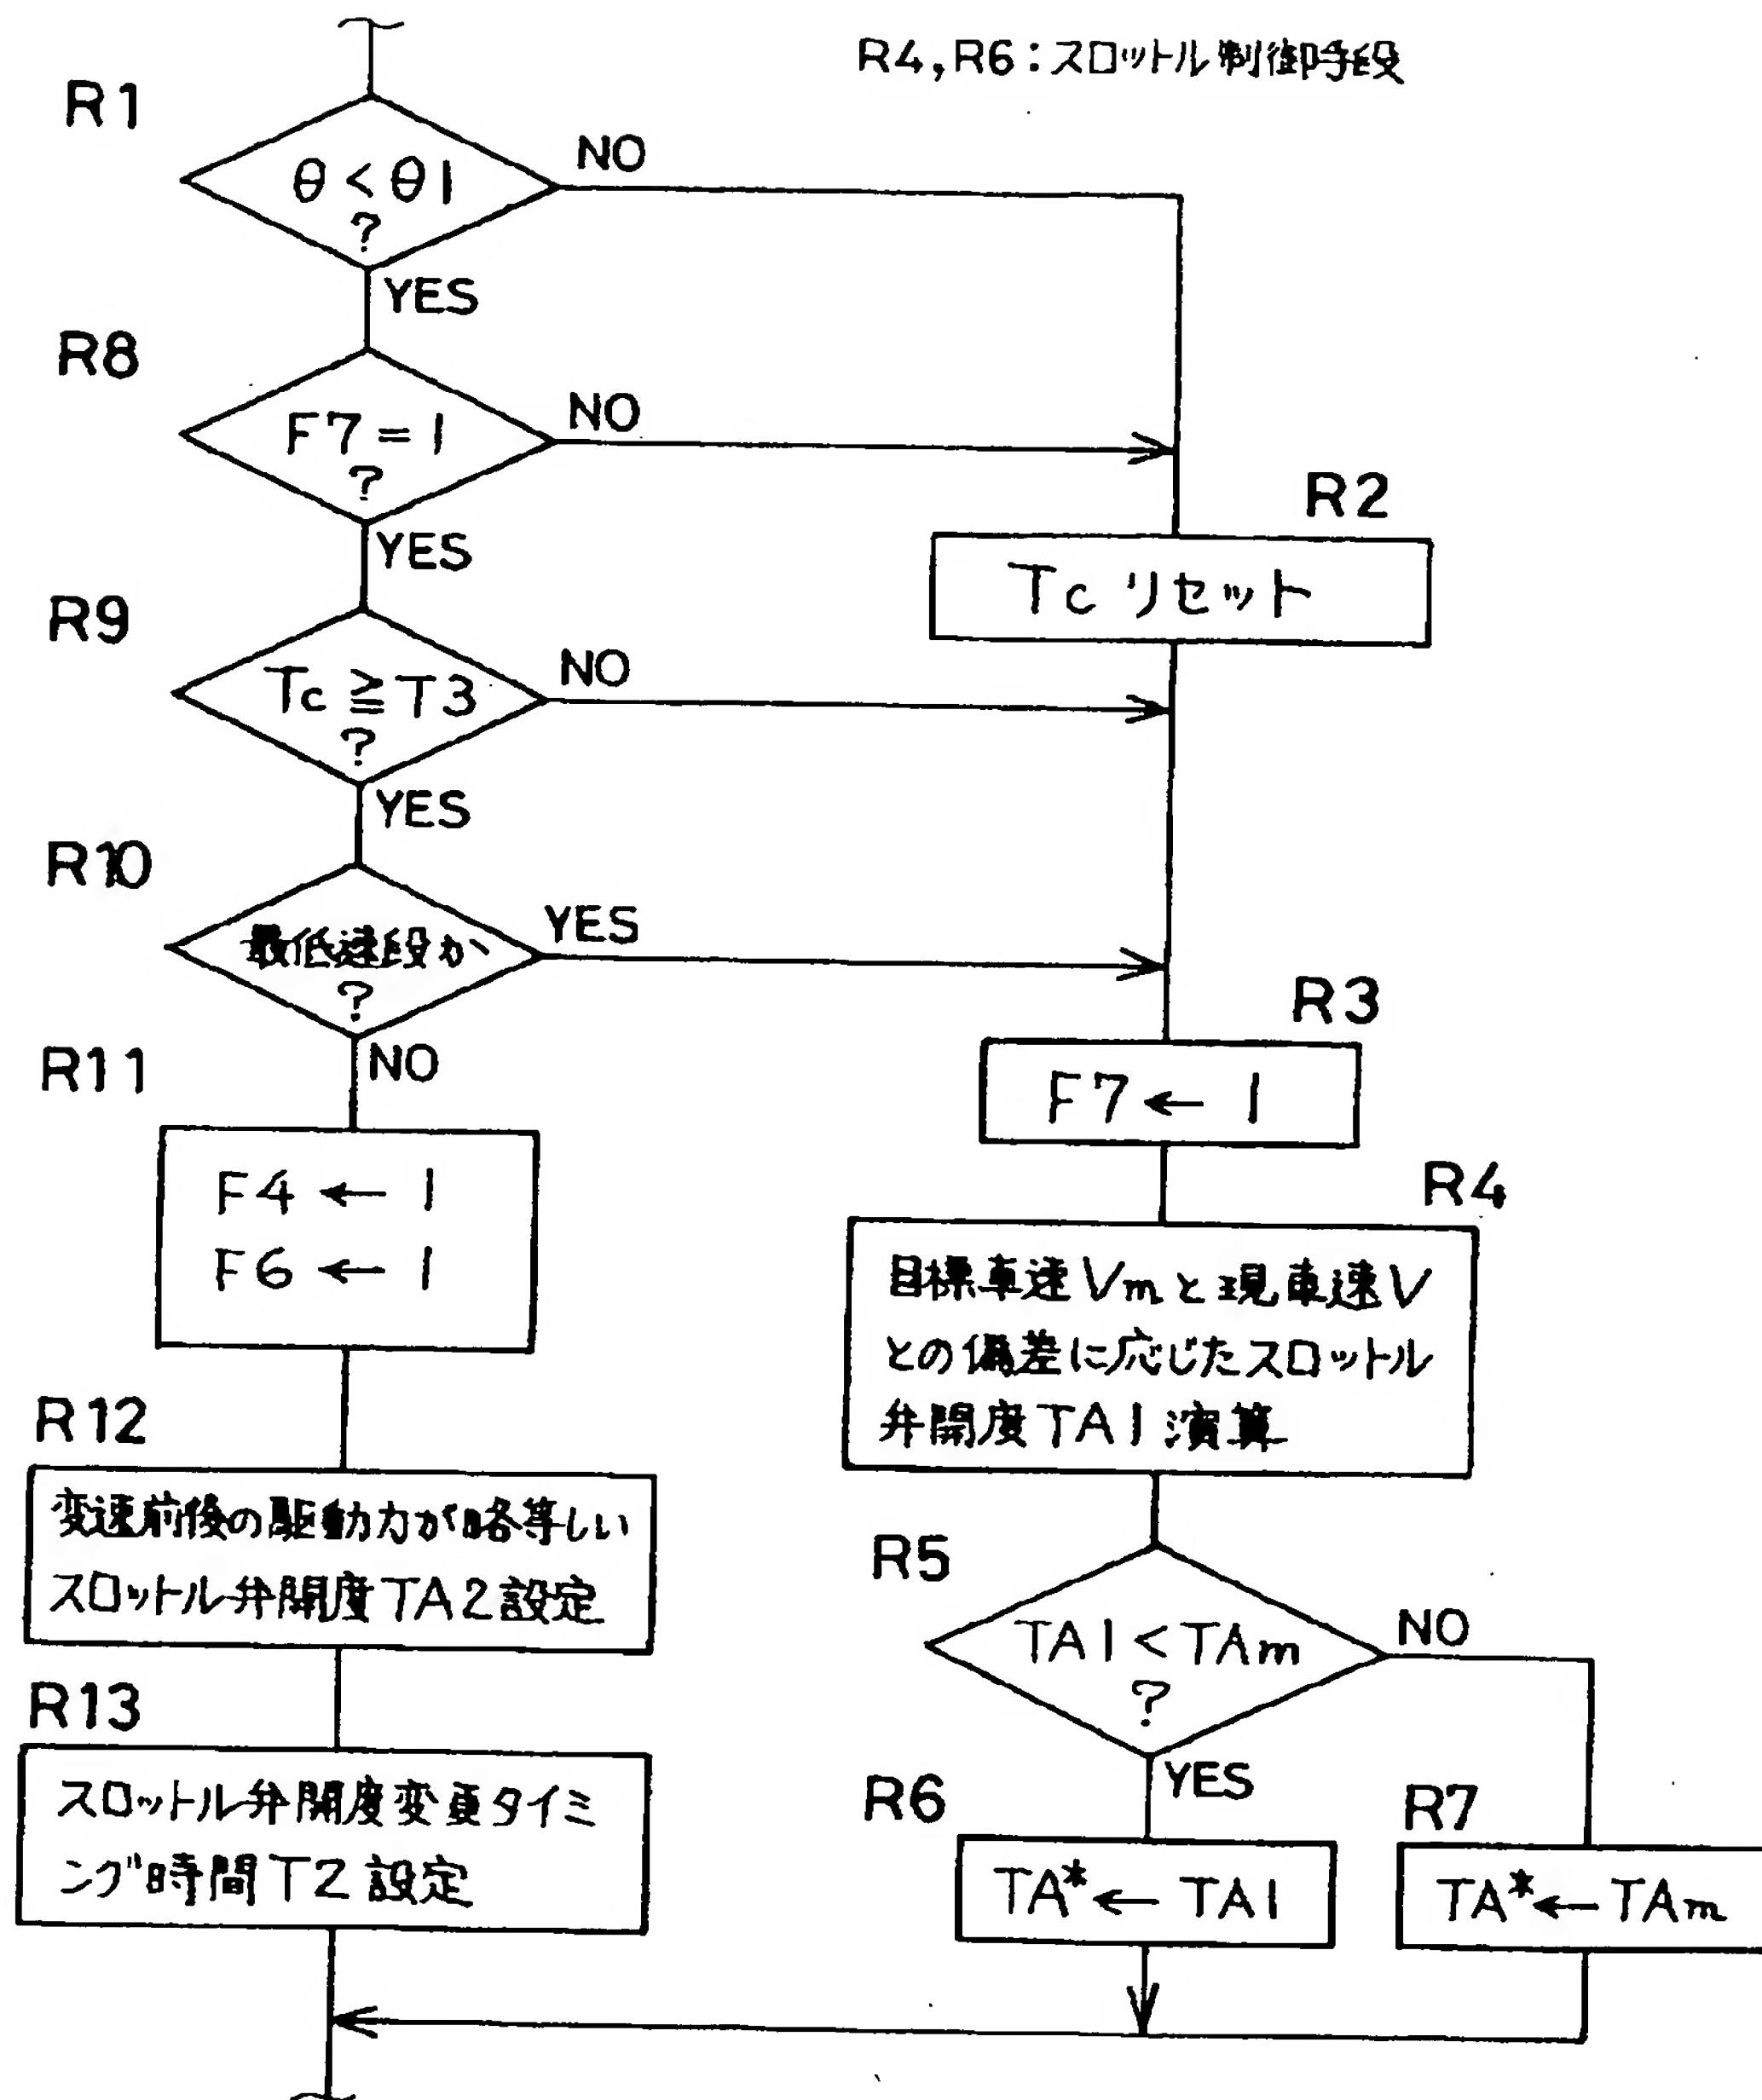 R4,R6:スロットル制御手段
R1
θ<θ1
?
NO
YES
R8
F7=1
?
NO
YES
R2
Tc リセット
R9
Tc≧T3
?
NO
YES
R10
最低速段か
?
YES
NO
R3
F7←1
R11
F4←1
F6←1
R4
目標車速Vmと現車速V
との偏差に応じたスロットル
弁開度TA1演算
R12
変速前後の駆動力が略等しい
スロットル弁開度TA2設定
R5
TA1<TAm
?
NO
YES
R13
スロットル弁開度変更タイミ
ング時間T2設定
R6
TA*←TA1
R7
TA*←TAm